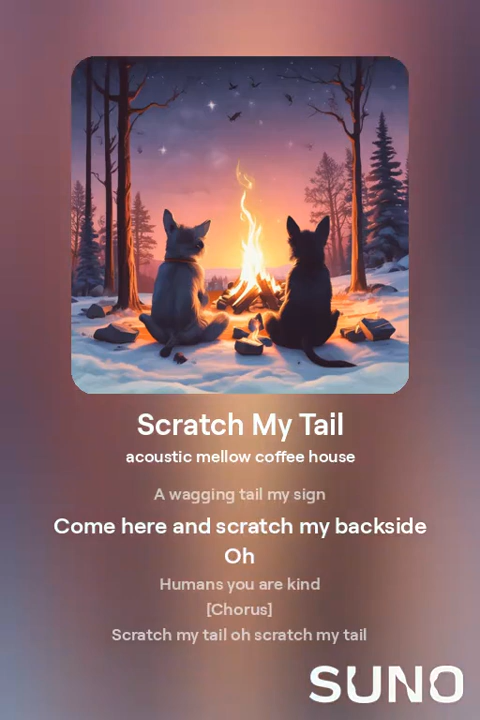 Scratch My Tail
acoustic mellow coffee house
A wagging tail my sign
Come here and scratch my backside
Oh
Humans you are kind
[Chorus]
Scratch my tail oh scratch my tail
SUNO